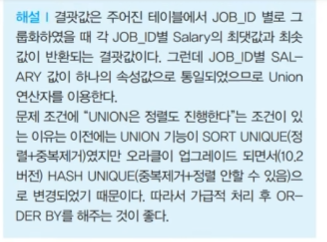 해설 | 결괏값은 주어진 테이블에서 JOB_ID 별로 그
룹화하였을 때 각 JOB_ID별 Salary의 최댓값과 최솟
값이 반환되는 결괏값이다. 그런데 JOB_ID별 SAL-
ARY 값이 하나의 속성값으로 통일되었으므로 Union
연산자를 이용한다.
문제 조건에 “UNION은 정렬도 진행한다”는 조건이 있
는 이유는 이전에는 UNION 기능이 SORT UNIQUE(정
렬+중복제거)였지만 오라클이 업그레이드 되면서(10.2
버전) HASH UNIQUE(중복제거+정렬 안할 수 있음)으
로 변경되었기 때문이다. 따라서 가급적 처리 후 OR-
DER BY를 해주는 것이 좋다.